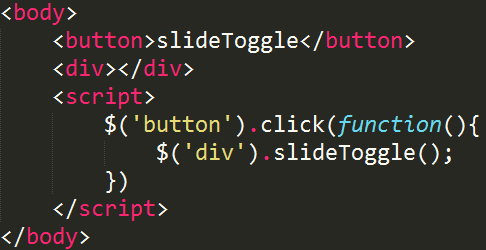 <body>
    <button>slideToggle</button>
    <div></div>
    <script>
        $('button').click(function(){
            $('div').slideToggle();
        })
    </script>
</body>